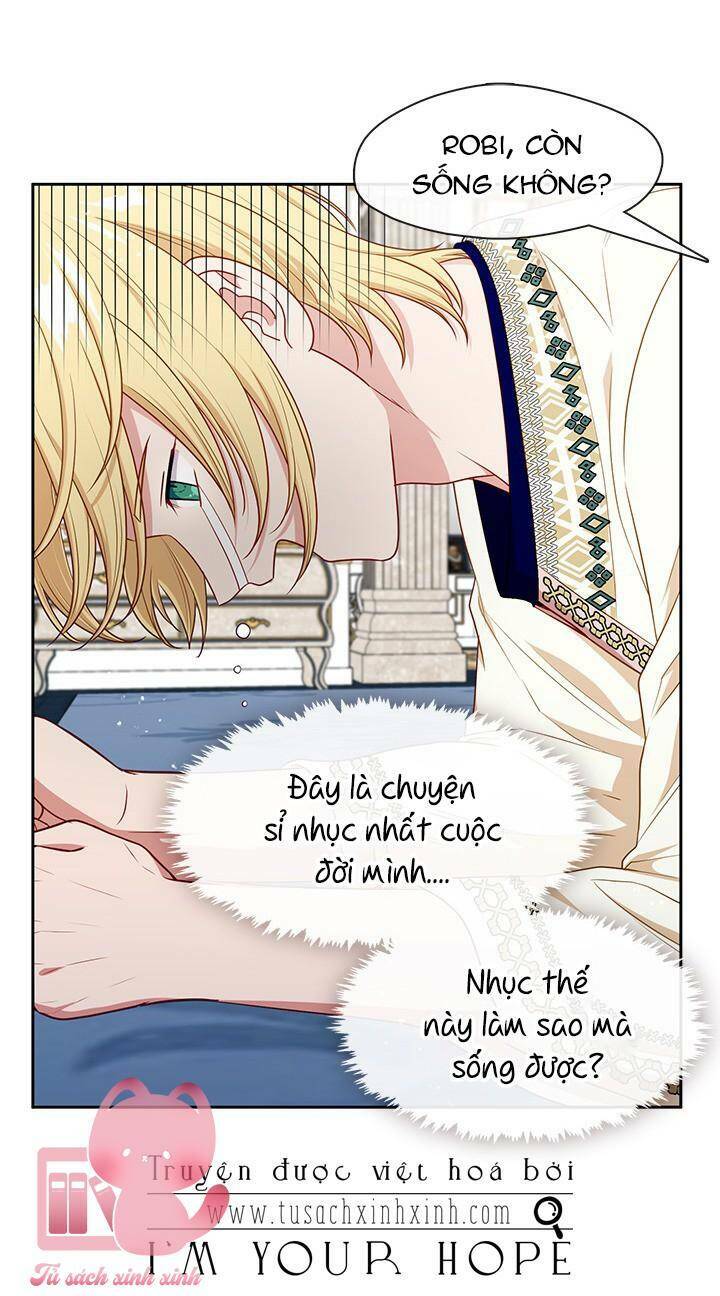 ROBI, CÒN
SỐNG KHÔNG?
Đây là chuyện
sỉ nhục nhất cuộc
đời mình....
Nhục thế
này làm sao mà
sống được?
Truyện được việt hoá bởi
www.tusachxinhxinh.com
I'M YOUR HOPE
Tủ sách xinh xinh